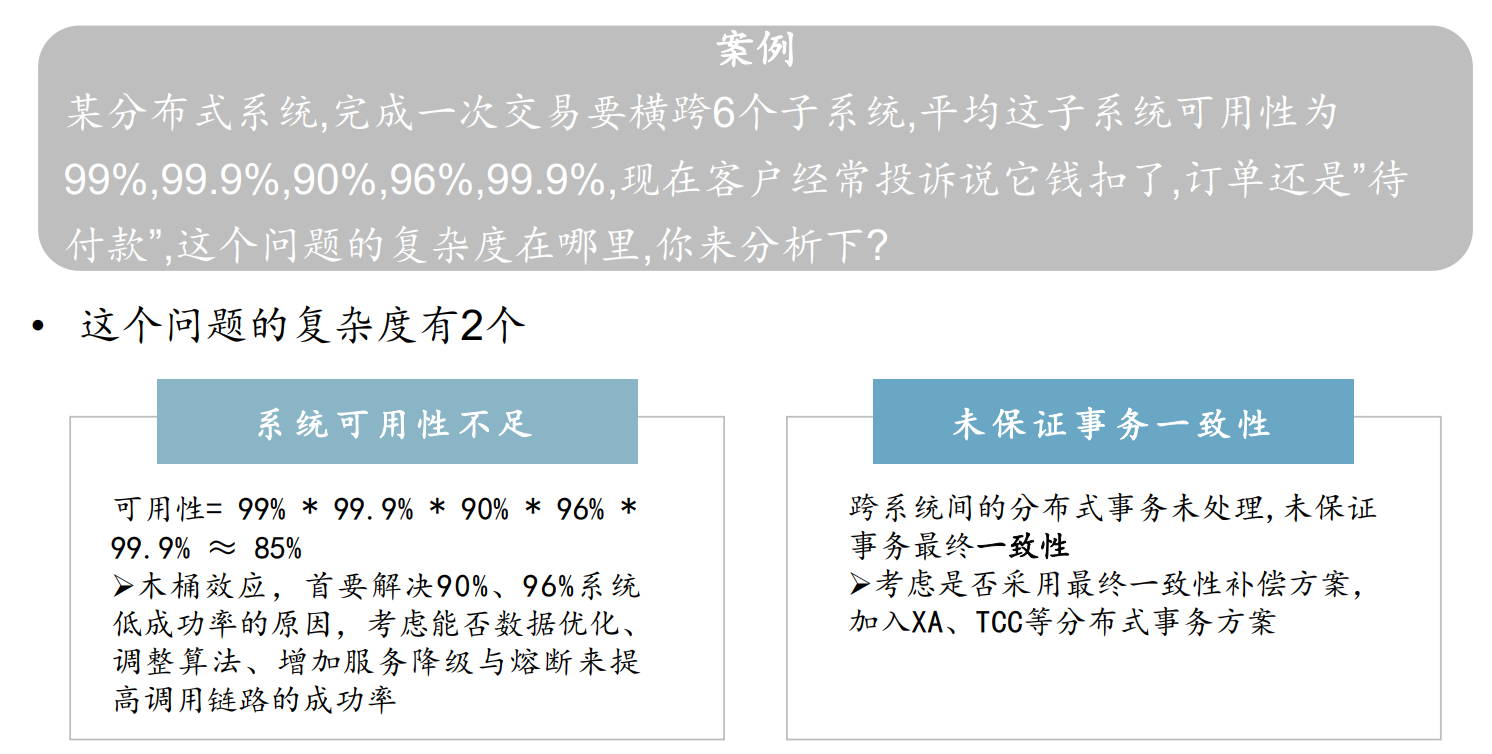 案例
某分布式系统,完成一次交易要横跨6个子系统,平均这子系统可用性为
99%,99.9%,90%,96%,99.9%,现在客户经常投诉说它钱扣了,订单还是”待
付款”,这个问题的复杂度在哪里,你来分析下?
• 这个问题的复杂度有2个
系统可用性不足
可用性= 99% * 99.9% * 90% * 96% *
99.9% ≈ 85%
➢木桶效应，首要解决90%、96%系统
低成功率的原因，考虑能否数据优化、
调整算法、增加服务降级与熔断来提
高调用链路的成功率
未保证事务一致性
跨系统间的分布式事务未处理,未保证
事务最终一致性
➢考虑是否采用最终一致性补偿方案，
加入XA、TCC等分布式事务方案